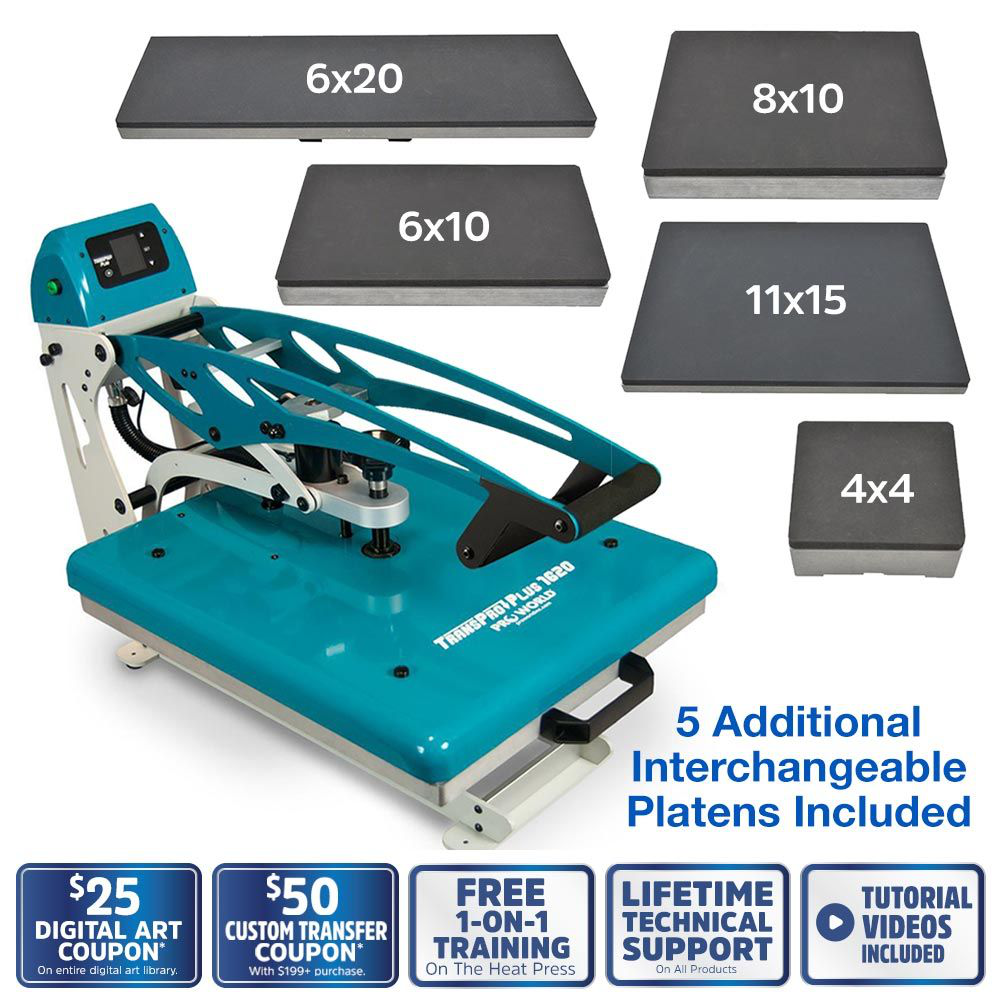 6x20
8x10
6x10
11x15
4x4
TRANSPRO PLUS 1620
PRO WORLD
5 Additional
Interchangeable
Platens Included
$25
DIGITAL ART
COUPON*
On entire digital art library.
$50
CUSTOM TRANSFER
COUPON*
With $199+ purchase.
FREE
1-ON-1
TRAINING
On The Heat Press
LIFETIME
TECHNICAL
SUPPORT
On All Products
TUTORIAL
VIDEOS
INCLUDED